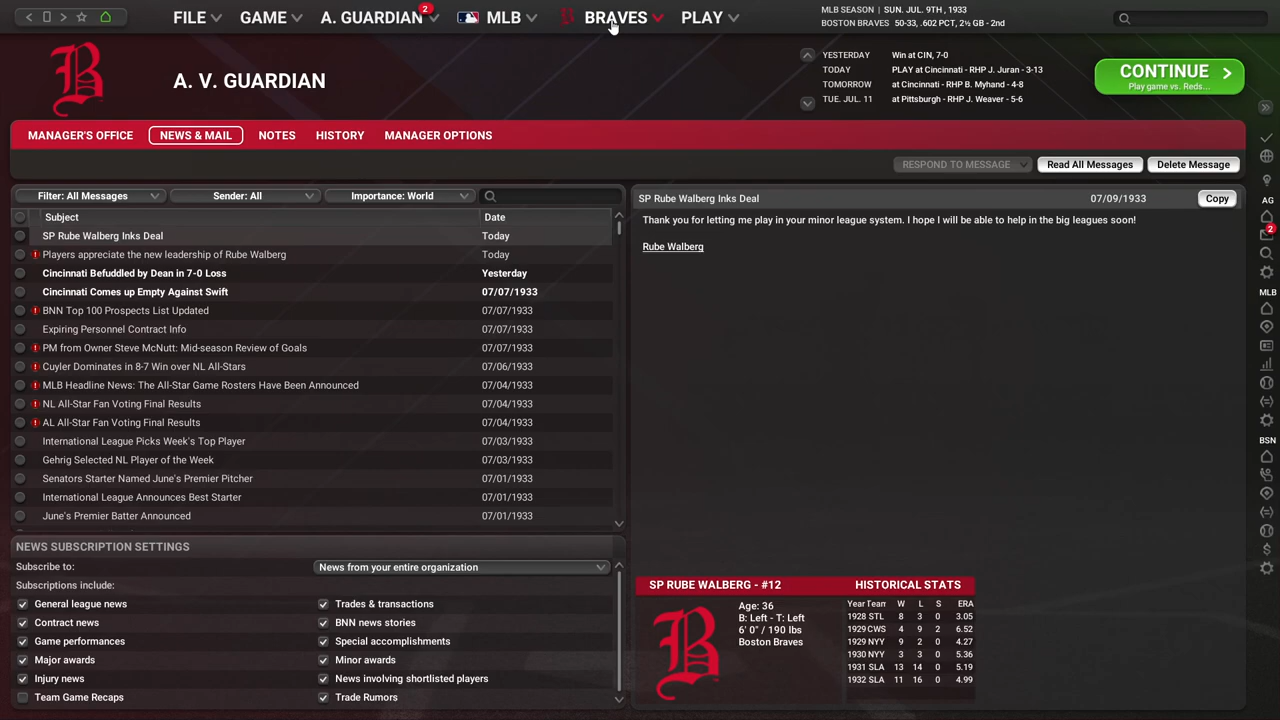 FILE GAME A. GUARDIAN 2 MLB BRAVES PLAY
MLB SEASON | SUN. JUL. 9TH , 1933
BOSTON BRAVES 50-33, .602 PCT, 2½ GB - 2nd
B
A. V. GUARDIAN
YESTERDAY Win at CIN, 7-0
TODAY PLAY at Cincinnati - RHP J. Juran - 3-13
TOMORROW at Cincinnati - RHP B. Myhand - 4-8
TUE. JUL. 11 at Pittsburgh - RHP J. Weaver - 5-6
CONTINUE
Play game vs. Reds...
MANAGER'S OFFICE NEWS & MAIL NOTES HISTORY MANAGER OPTIONS
RESPOND TO MESSAGE Read All Messages Delete Message
Filter: All Messages Sender: All Importance: World
Subject Date
SP Rube Walberg Inks Deal Today
Players appreciate the new leadership of Rube Walberg Today
Cincinnati Befuddled by Dean in 7-0 Loss Yesterday
Cincinnati Comes up Empty Against Swift 07/07/1933
BNN Top 100 Prospects List Updated 07/07/1933
Expiring Personnel Contract Info 07/07/1933
PM from Owner Steve McNutt: Mid-season Review of Goals 07/07/1933
Cuyler Dominates in 8-7 Win over NL All-Stars 07/06/1933
MLB Headline News: The All-Star Game Rosters Have Been Announced 07/04/1933
NL All-Star Fan Voting Final Results 07/04/1933
AL All-Star Fan Voting Final Results 07/04/1933
International League Picks Week's Top Player 07/03/1933
Gehrig Selected NL Player of the Week 07/03/1933
Senators Starter Named June's Premier Pitcher 07/01/1933
International League Announces Best Starter 07/01/1933
June's Premier Batter Announced 07/01/1933
NEWS SUBSCRIPTION SETTINGS
Subscribe to: News from your entire organization
Subscriptions include:
General league news Trades & transactions
Contract news BNN news stories
Game performances Special accomplishments
Major awards Minor awards
Injury news News involving shortlisted players
Team Game Recaps Trade Rumors
SP Rube Walberg Inks Deal 07/09/1933 Copy
Thank you for letting me play in your minor league system. I hope I will be able to help in the big leagues soon!
Rube Walberg
SP RUBE WALBERG - #12
B
Age: 36
B: Left - T: Left
6' 0" / 190 lbs
Boston Braves
HISTORICAL STATS
Year Team W L S ERA
1928 STL 8 3 0 3.05
1929 CWS 4 9 2 6.52
1929 NYY 9 2 0 4.27
1930 NYY 3 3 0 5.36
1931 SLA 13 14 0 5.19
1932 SLA 11 16 0 4.99
AG
2
MLB
BSN
$